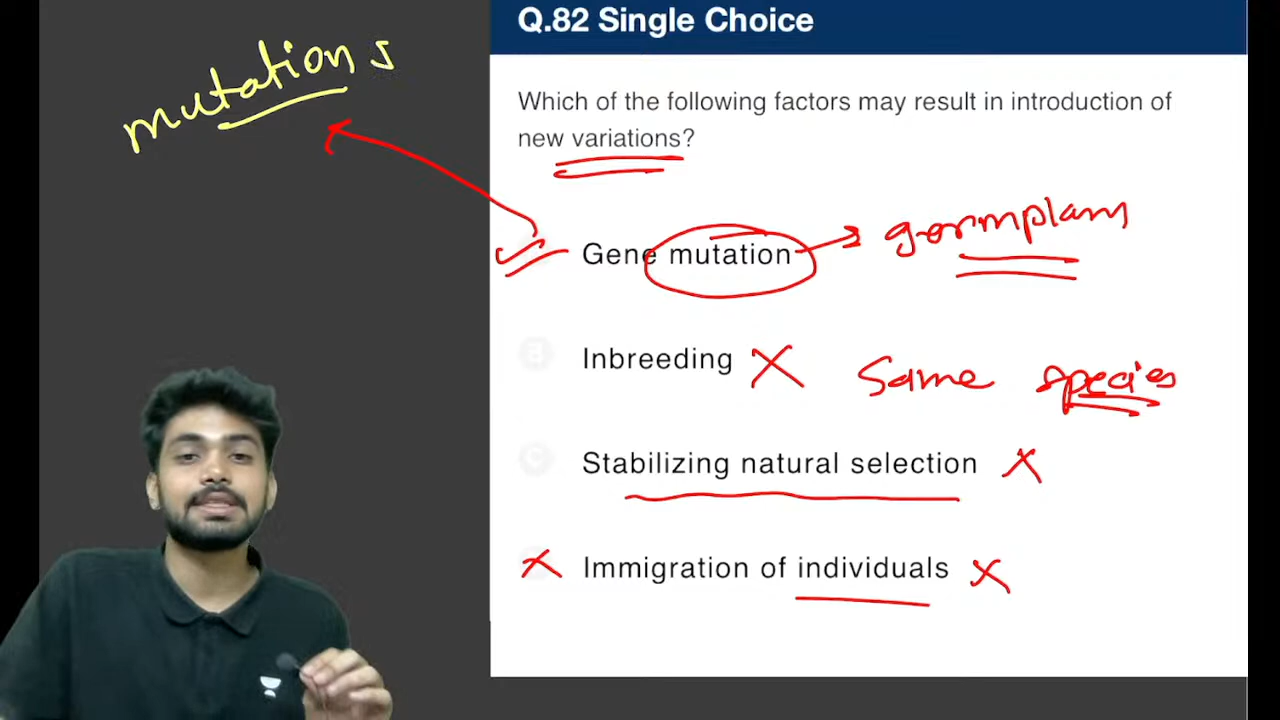 Q.82 Single Choice
mutations
Which of the following factors may result in introduction of
new variations?
Gene mutation
germplam
a
Inbreeding
Same species
c
Stabilizing natural selection
Immigration of individuals